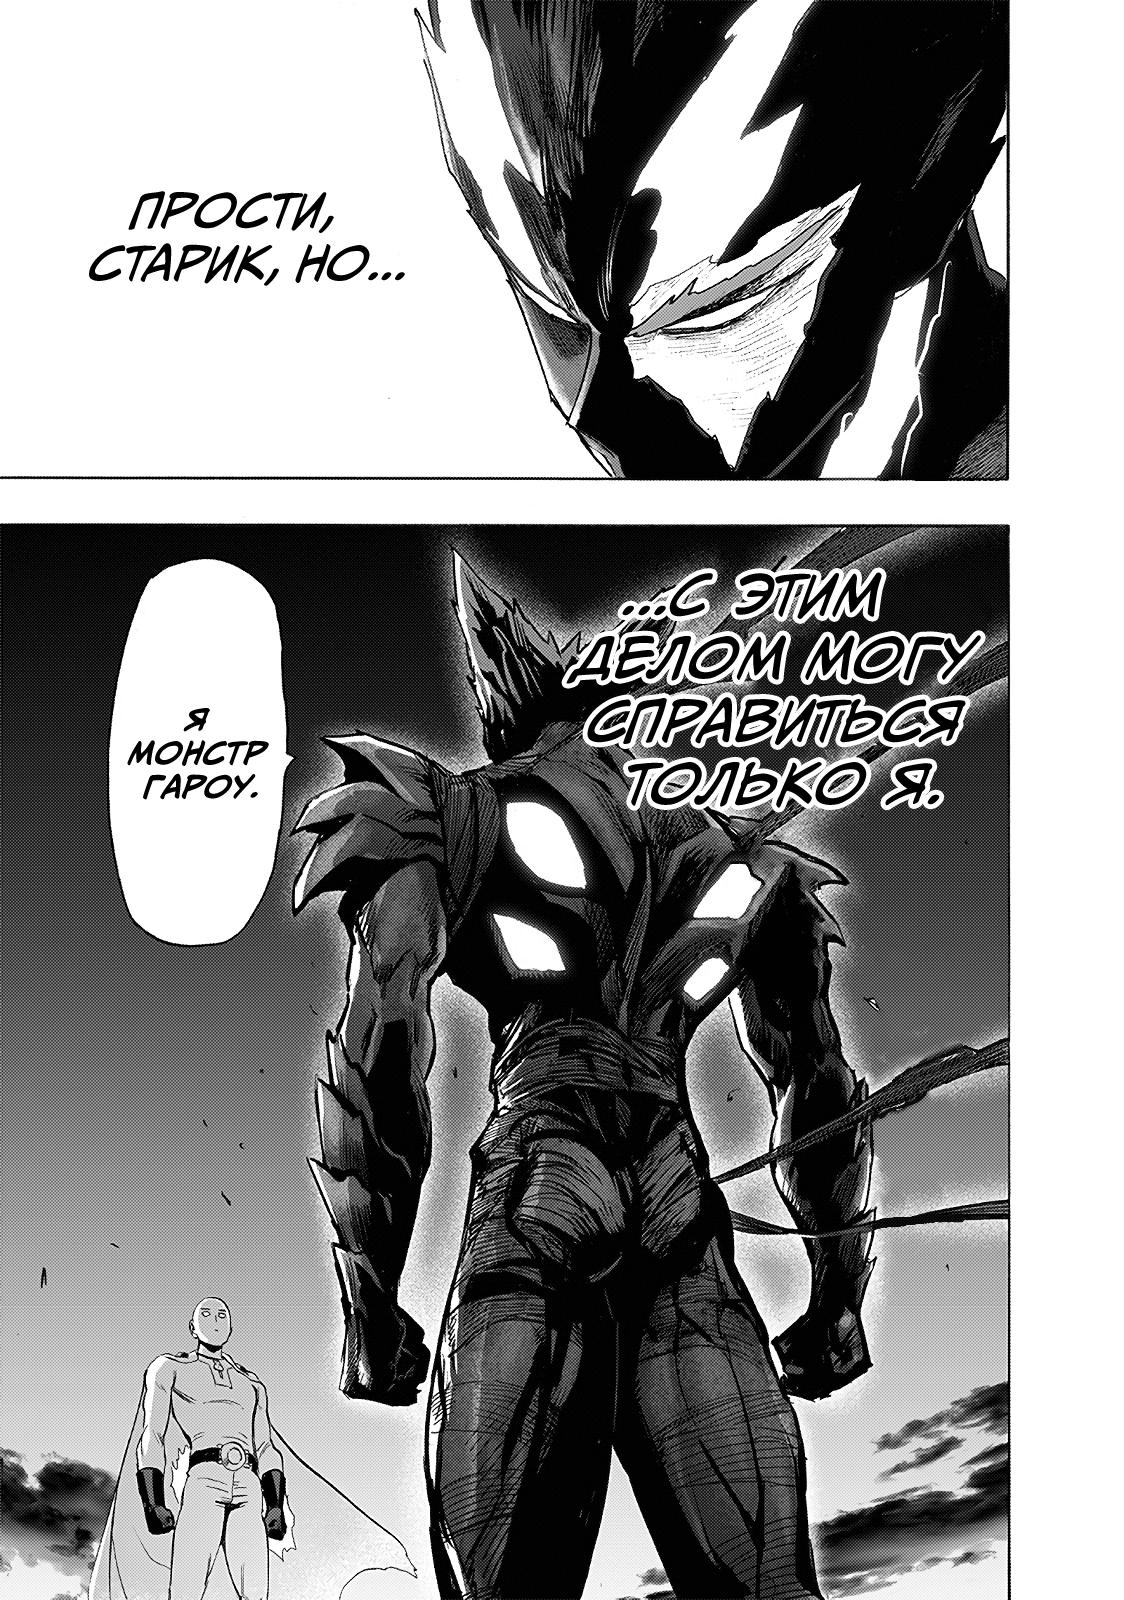 ПРОСТИ,
СТАРИК, НО...
...С ЭТИМ
ДЕЛОМ МОГУ
СПРАВИТЬСЯ
ТОЛЬКО Я.
Я
МОНСТР
ГАРОУ.